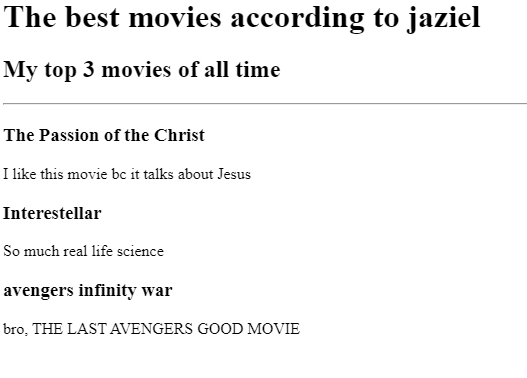 The best movies according to jaziel
My top 3 movies of all time
The Passion of the Christ
I like this movie bc it talks about Jesus
Interestellar
So much real life science
avengers infinity war
bro, THE LAST AVENGERS GOOD MOVIE